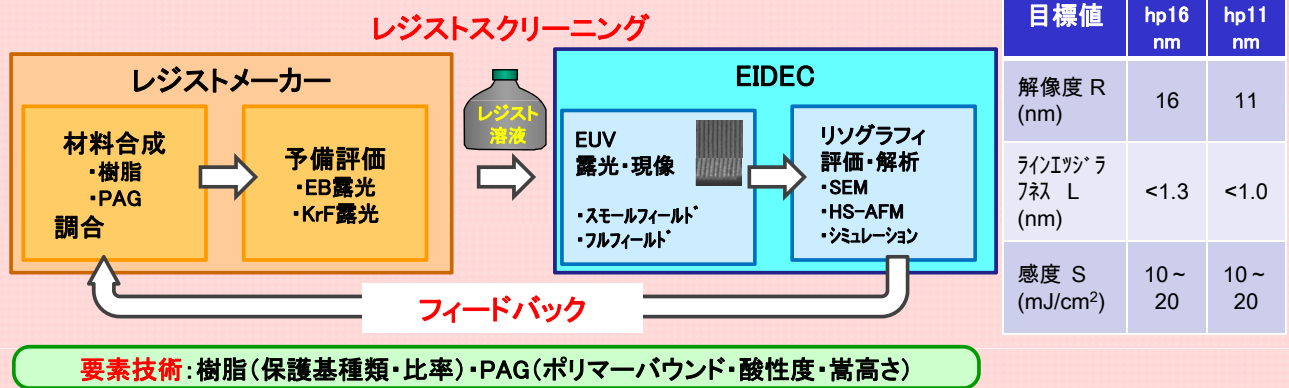 レジストスクリーニング
レジストメーカー
材料合成
・樹脂
・PAG
調合
予備評価
・EB露光
・KrF露光
レジスト
溶液
EIDEC
EUV
露光・現像
・スモールフィールド
・フルフィールド
リソグラフィ
評価・解析
・SEM
・HS-AFM
・シミュレーション
フィードバック
要素技術:樹脂(保護基種類・比率)・PAG(ポリマーバウンド・酸性度・嵩高さ)
目標値 hp16 nm hp11 nm
解像度 R (nm) 16 11
ラインエッジラフネス L (nm) <1.3 <1.0
感度 S (mJ/cm²) 10~20 10~20